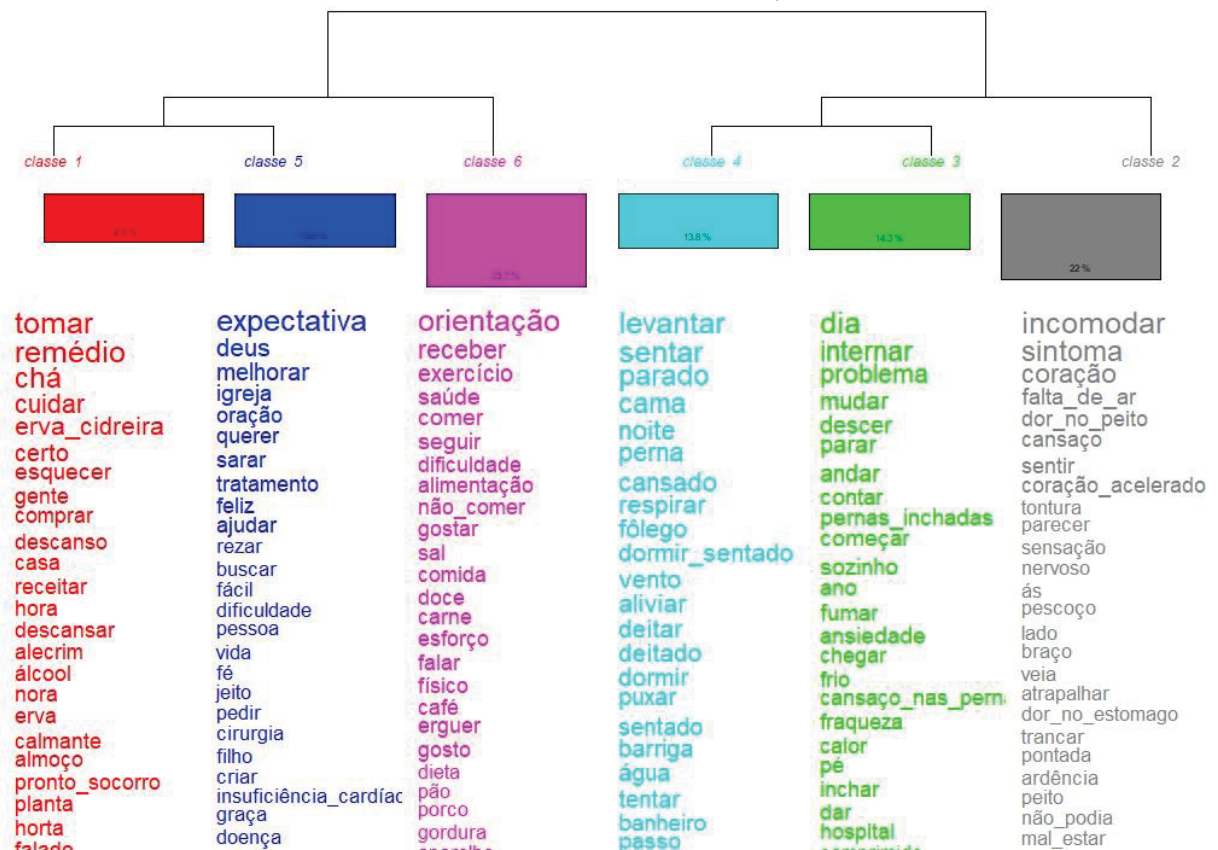 classe 1
classe 5
classe 6
classe 4
classe 3
classe 2
13.8 %
14.3 %
22 %
tomar
remédio
chá
cuidar
erva_cidreira
certo
esquecer
gente
comprar
descanso
casa
receitar
hora
descansar
alecrim
álcool
nora
erva
calmante
almoço
pronto_socorro
planta
horta
falado
expectativa
deus
melhorar
igreja
oração
querer
sarar
tratamento
feliz
ajudar
rezar
buscar
fácil
dificuldade
pessoa
vida
fé
jeito
pedir
cirurgia
filho
criar
insuficiência_cardíac
graça
doença
orientação
receber
exercício
saúde
comer
seguir
dificuldade
alimentação
não_comer
gostar
sal
comida
doce
carne
esforço
falar
físico
café
erguer
gosto
dieta
pão
porco
gordura
levantar
sentar
parado
cama
noite
perna
cansado
respirar
fôlego
dormir_sentado
vento
aliviar
deitar
deitado
dormir
puxar
sentado
barriga
água
tentar
banheiro
passo
dia
internar
problema
mudar
descer
parar
andar
contar
pernas_inchadas
começar
sozinho
ano
fumar
ansiedade
chegar
frio
cansaço_nas_pern
fraqueza
calor
pé
inchar
dar
hospital
incomodar
sintoma
coração
falta_de_ar
dor_no_peito
cansaço
sentir
coração_acelerado
tontura
parecer
sensação
nervoso
ás
pescoço
lado
braço
veia
atrapalhar
dor_no_estomago
trancar
pontada
ardência
peito
não_podia
mal_estar